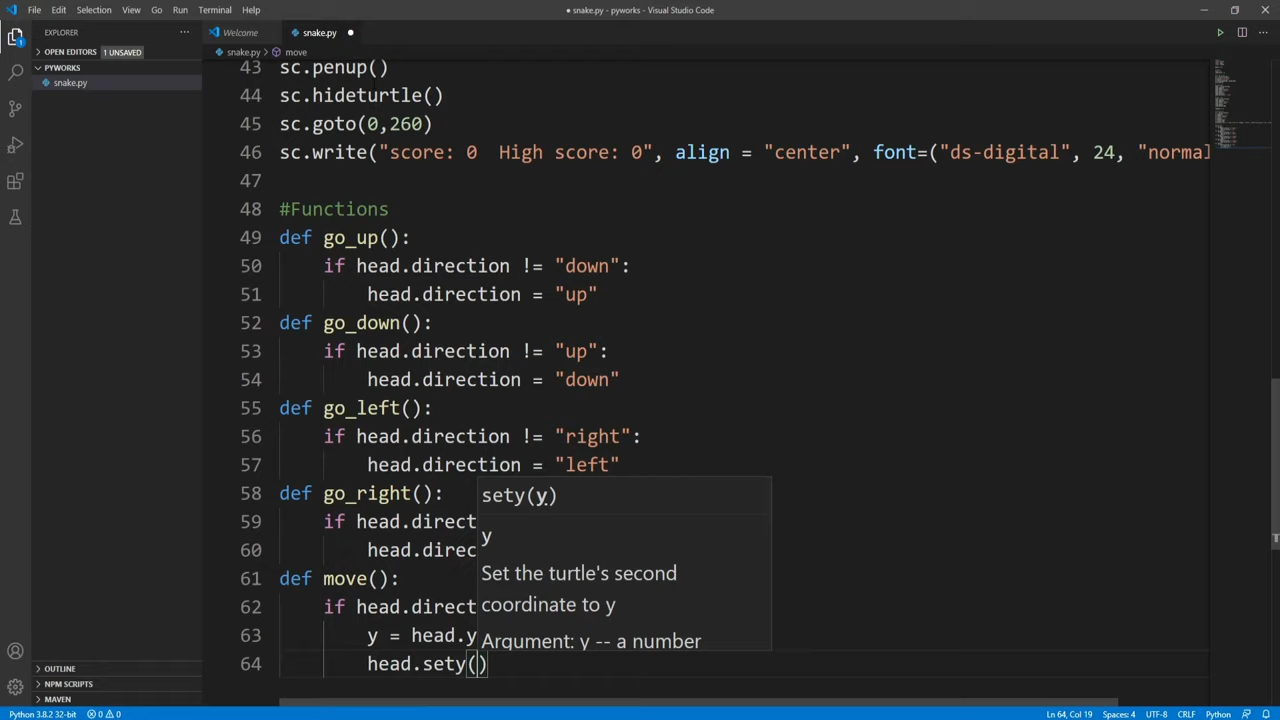 File Edit Selection View Go Run Terminal Help
● snake.py - pyworks - Visual Studio Code
EXPLORER
OPEN EDITORS 1 UNSAVED
PYWORKS
snake.py
OUTLINE
NPM SCRIPTS
MAVEN
Welcome snake.py ●
snake.py > move
43 sc.penup()
44 sc.hideturtle()
45 sc.goto(0,260)
46 sc.write("score: 0  High score: 0", align = "center", font=("ds-digital", 24, "normal
47
48 #Functions
49 def go_up():
50 if head.direction != "down":
51 head.direction = "up"
52 def go_down():
53 if head.direction != "up":
54 head.direction = "down"
55 def go_left():
56 if head.direction != "right":
57 head.direction = "left"
58 def go_right():
59 if head.direct
60 head.direc
61 def move():
62 if head.direct
63 y = head.y
64 head.sety()
sety(y)
y
Set the turtle's second
coordinate to y
Argument: y -- a number
1
Python 3.8.2 32-bit 0 0 Ln 64, Col 19 Spaces: 4 UTF-8 CRLF Python